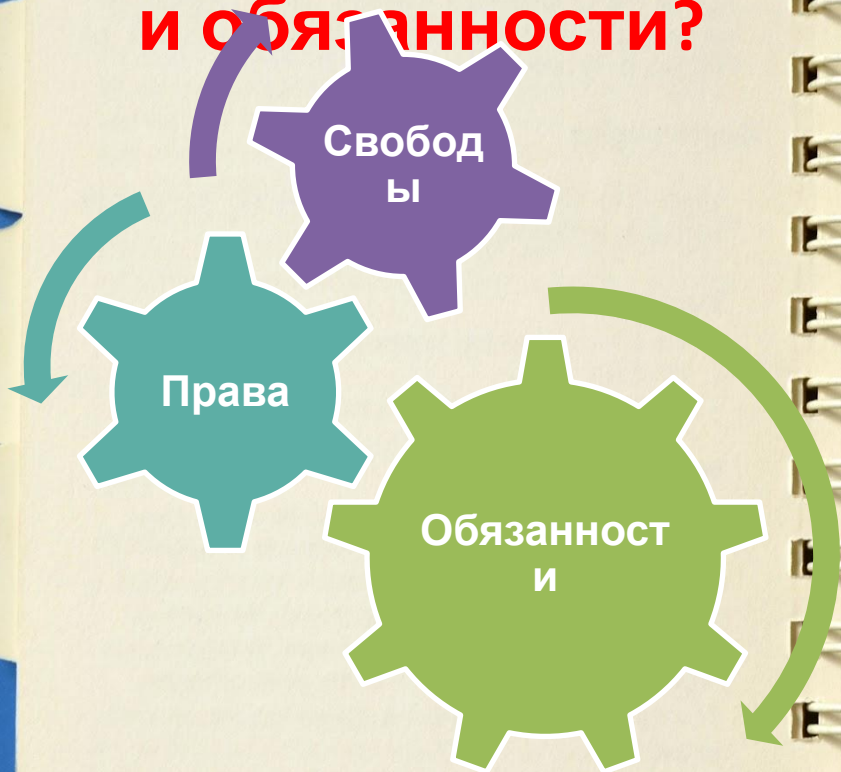 и обязанности?
Свобод
ы
Права
Обязанност
и